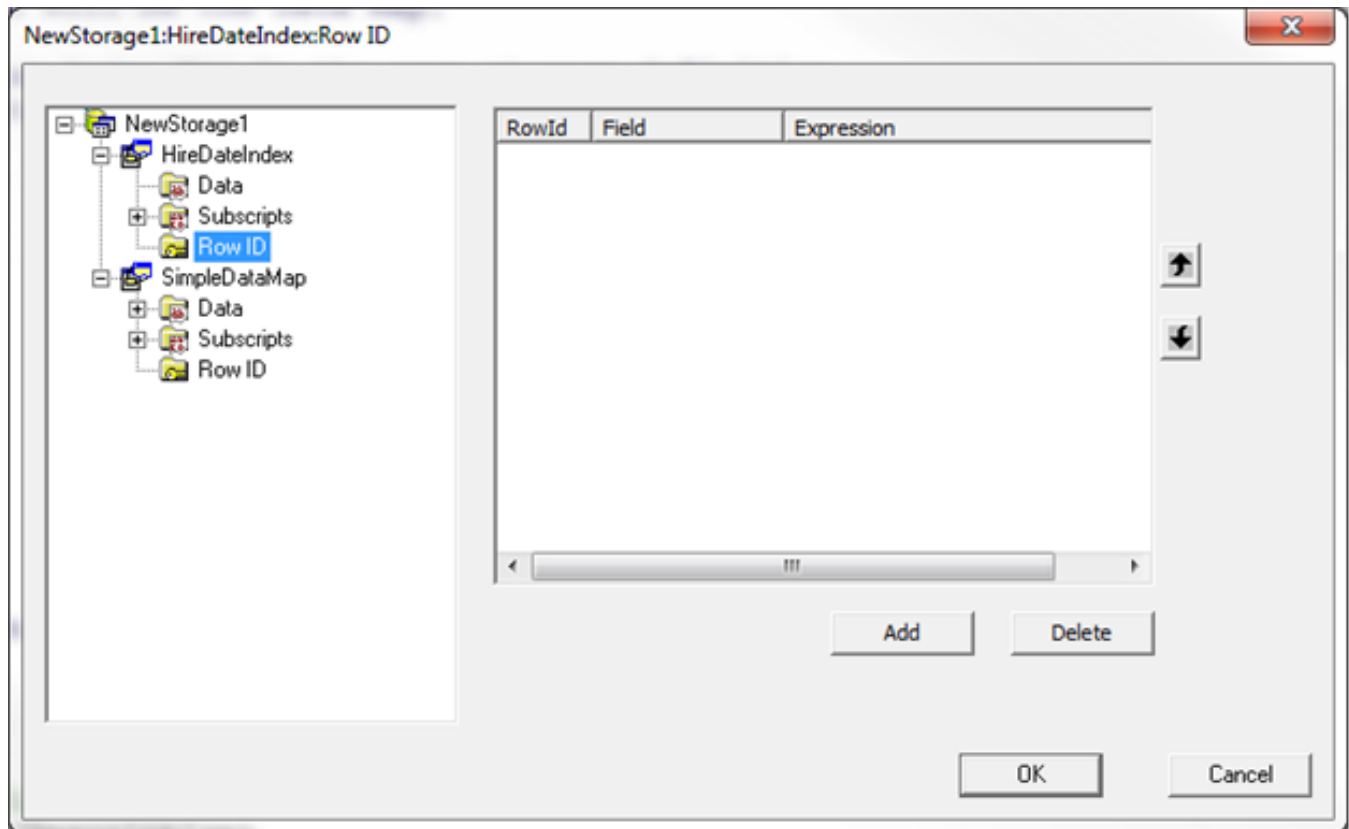 NewStorage1:HireDateIndex:Row ID
NewStorage1
HireDateIndex
Data
Subscripts
Row ID
SimpleDataMap
Data
Subscripts
Row ID
RowId Field Expression
Add Delete
OK Cancel